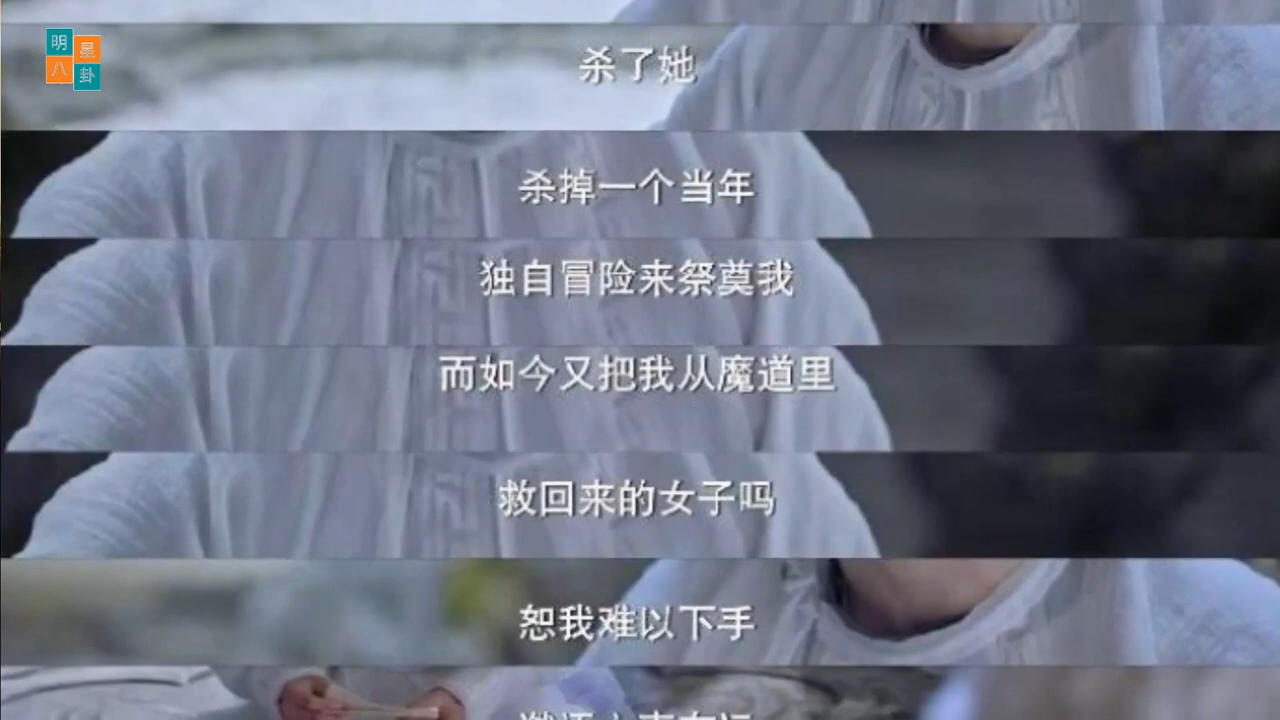 明星
八卦
杀了她
杀掉一个当年
独自冒险来祭奠我
而如今又把我从魔道里
救回来的女子吗
恕我难以下手